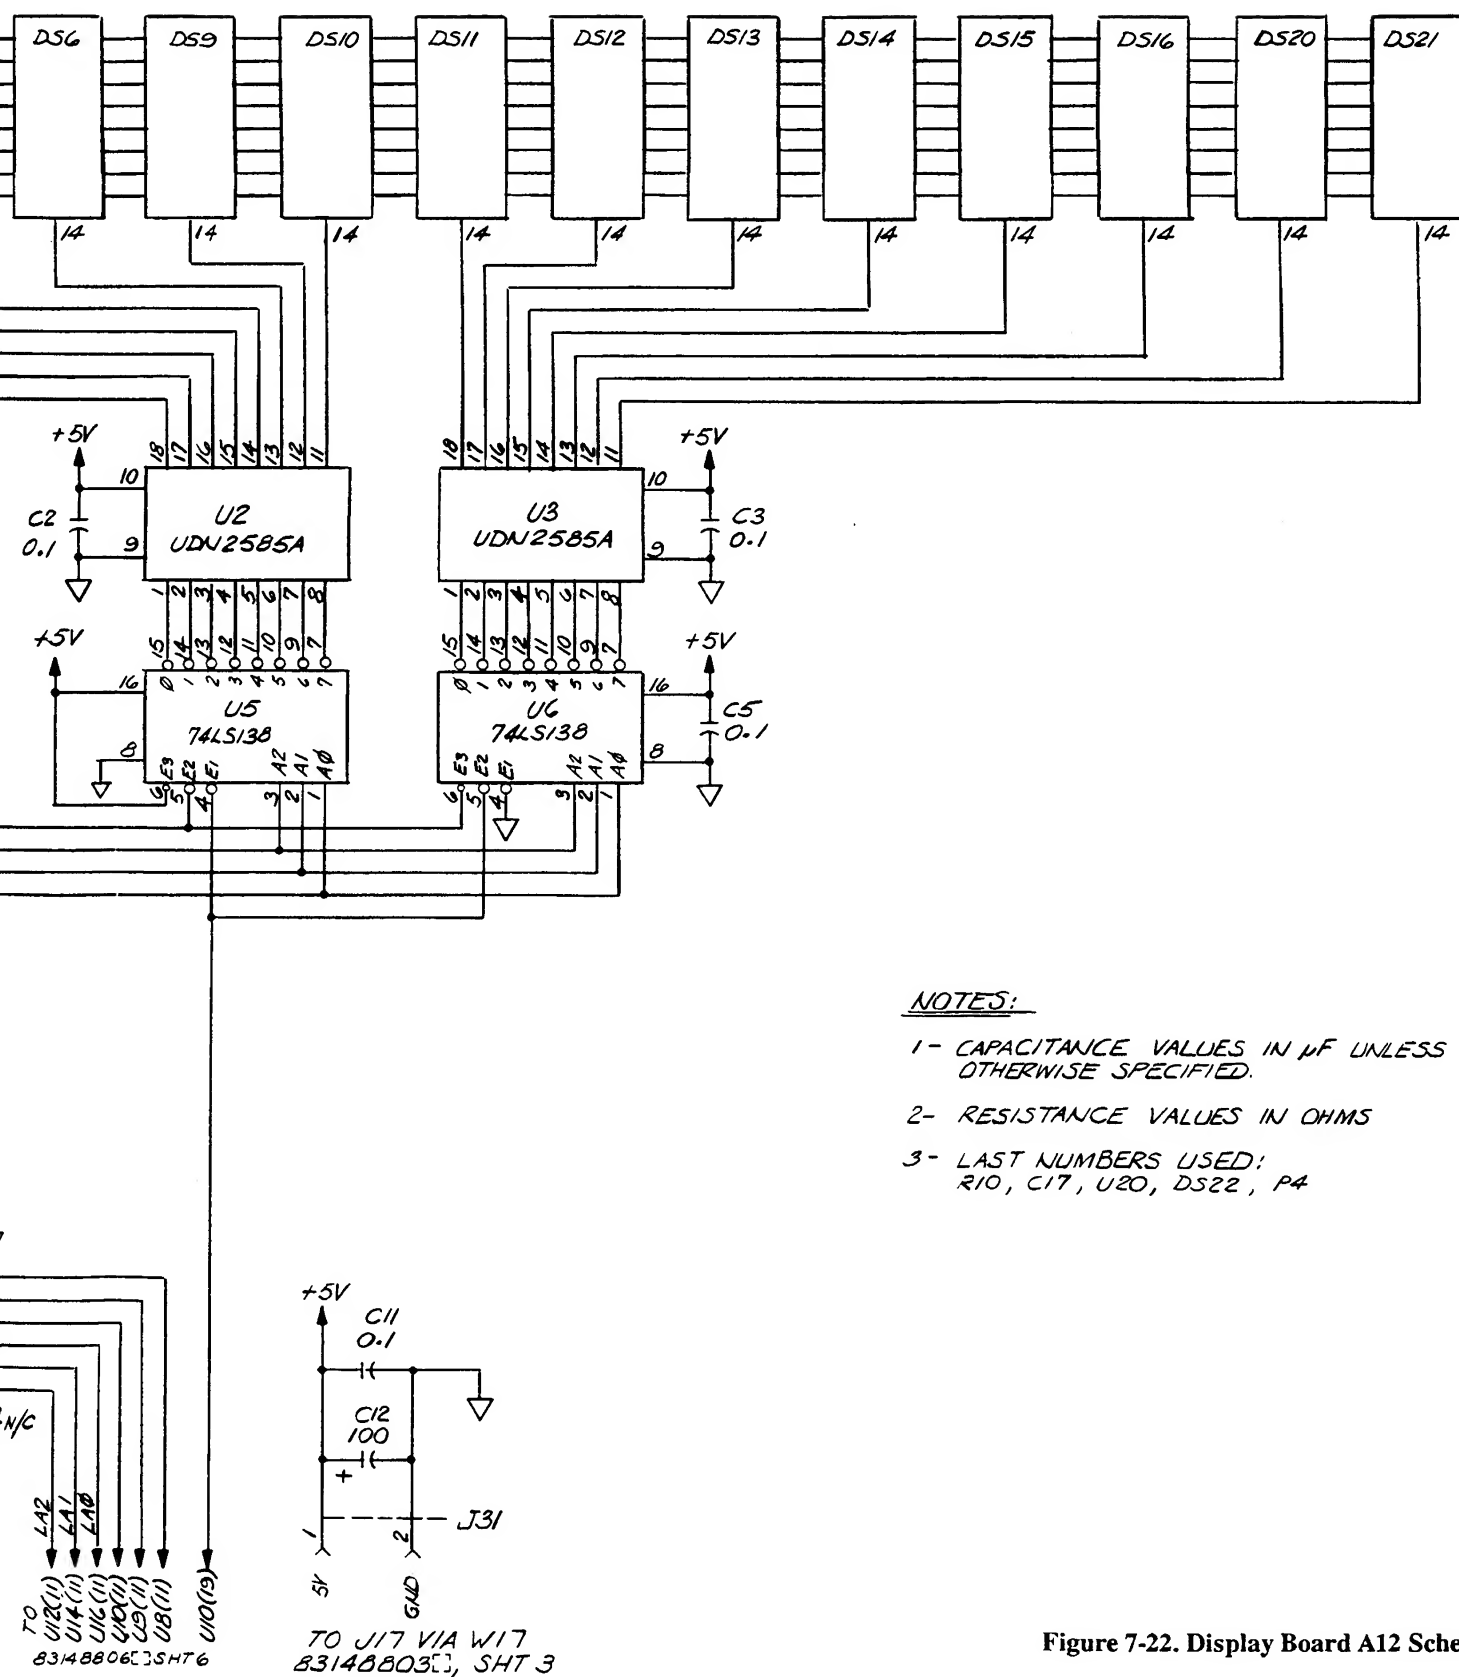 DS6 DS9 DS10 DS11 DS12 DS13 DS14 DS15 DS16 DS20 DS21
14 14 14 14 14 14 14 14 14 14 14
+5V 18 17 16 15 14 13 12 11 18 17 16 15 14 13 12 11 +5V
10 10
C2 U2 U3 C3
0.1 UDN2585A UDN2585A 0.1
9 9
1 2 3 4 5 6 7 8 1 2 3 4 5 6 7 8
+5V 15 14 13 12 11 10 9 7 15 14 13 12 11 10 9 7 +5V
16 Ø 1 2 3 4 5 6 7 Ø 1 2 3 4 5 6 7 16
U5 U6 C5
74LS138 74LS138 0.1
8 E3 E2 E1 A2 A1 AØ E3 E2 E1 A2 A1 AØ 8
6 5 4 3 2 1 6 5 4 3 2 1
NOTES:
1- CAPACITANCE VALUES IN µF UNLESS
OTHERWISE SPECIFIED.
2- RESISTANCE VALUES IN OHMS
3- LAST NUMBERS USED:
R10, C17, U20, DS22, P4
+5V
C11
0.1
N/C
C12
100
+
LA2 LA1 LAØ
J31
1 2
5V GND
TO
U12(11) U14(11) U16(11) U10(11) U9(11) U8(11) U10(19)
83148806[] SHT6
TO J17 VIA W17
83148803[], SHT 3
Figure 7-22. Display Board A12 Sche